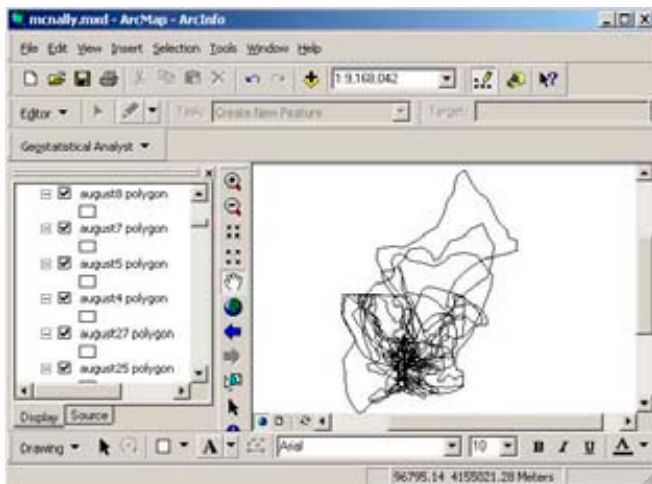 mcnally.mxd - ArcMap - ArcInfo
File Edit View Insert Selection Tools Window Help
1:9,168,042
Editor Task: Create New Feature Target:
Geostatistical Analyst
august8 polygon
august7 polygon
august5 polygon
august4 polygon
august27 polygon
august25 polygon
Display Source
Drawing A Arial 10 B I U A
96795.14 4155021.28 Meters